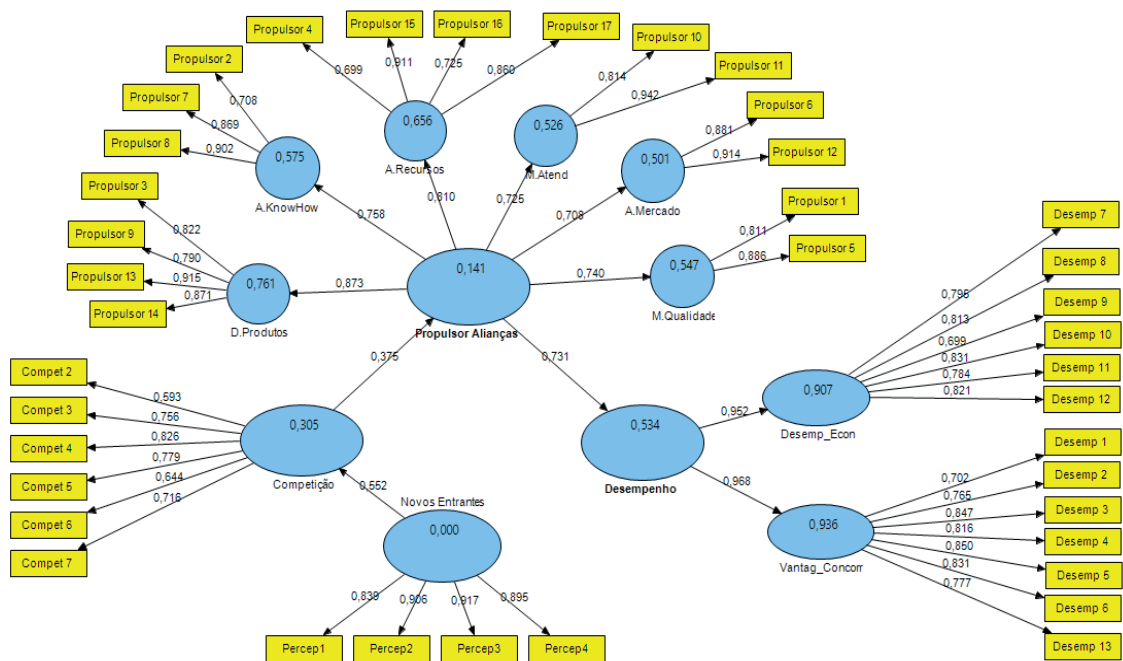 Propulsor 4
Propulsor 15
Propulsor 16
Propulsor 17
Propulsor 10
Propulsor 11
Propulsor 2
Propulsor 7
Propulsor 8
Propulsor 6
Propulsor 12
0,699
0,911
0,725
0,860
0,814
0,942
0,708
0,869
0,902
0,881
0,914
0,656
A.Recursos
0,526
M.Atend
0,575
A.KnowHow
0,501
A.Mercado
Propulsor 3
Propulsor 9
Propulsor 13
Propulsor 14
0,822
0,790
0,915
0,871
0,761
D.Produtos
0,758
0,810
0,725
0,708
0,740
0,873
0,141
Propulsor Alianças
0,547
M.Qualidade
0,811
0,886
Propulsor 1
Propulsor 5
Desemp 7
Desemp 8
Desemp 9
Desemp 10
Desemp 11
Desemp 12
0,796
0,813
0,699
0,831
0,784
0,821
0,907
Desemp_Econ
0,375
0,731
Compet 2
Compet 3
Compet 4
Compet 5
Compet 6
Compet 7
0,593
0,756
0,826
0,779
0,644
0,716
0,305
Competição
0,534
Desempenho
0,952
0,968
0,936
Vantag_Concorr
Desemp 1
Desemp 2
Desemp 3
Desemp 4
Desemp 5
Desemp 6
Desemp 13
0,702
0,765
0,847
0,816
0,850
0,831
0,777
0,552
Novos Entrantes
0,000
0,839
0,906
0,917
0,895
Percep1
Percep2
Percep3
Percep4